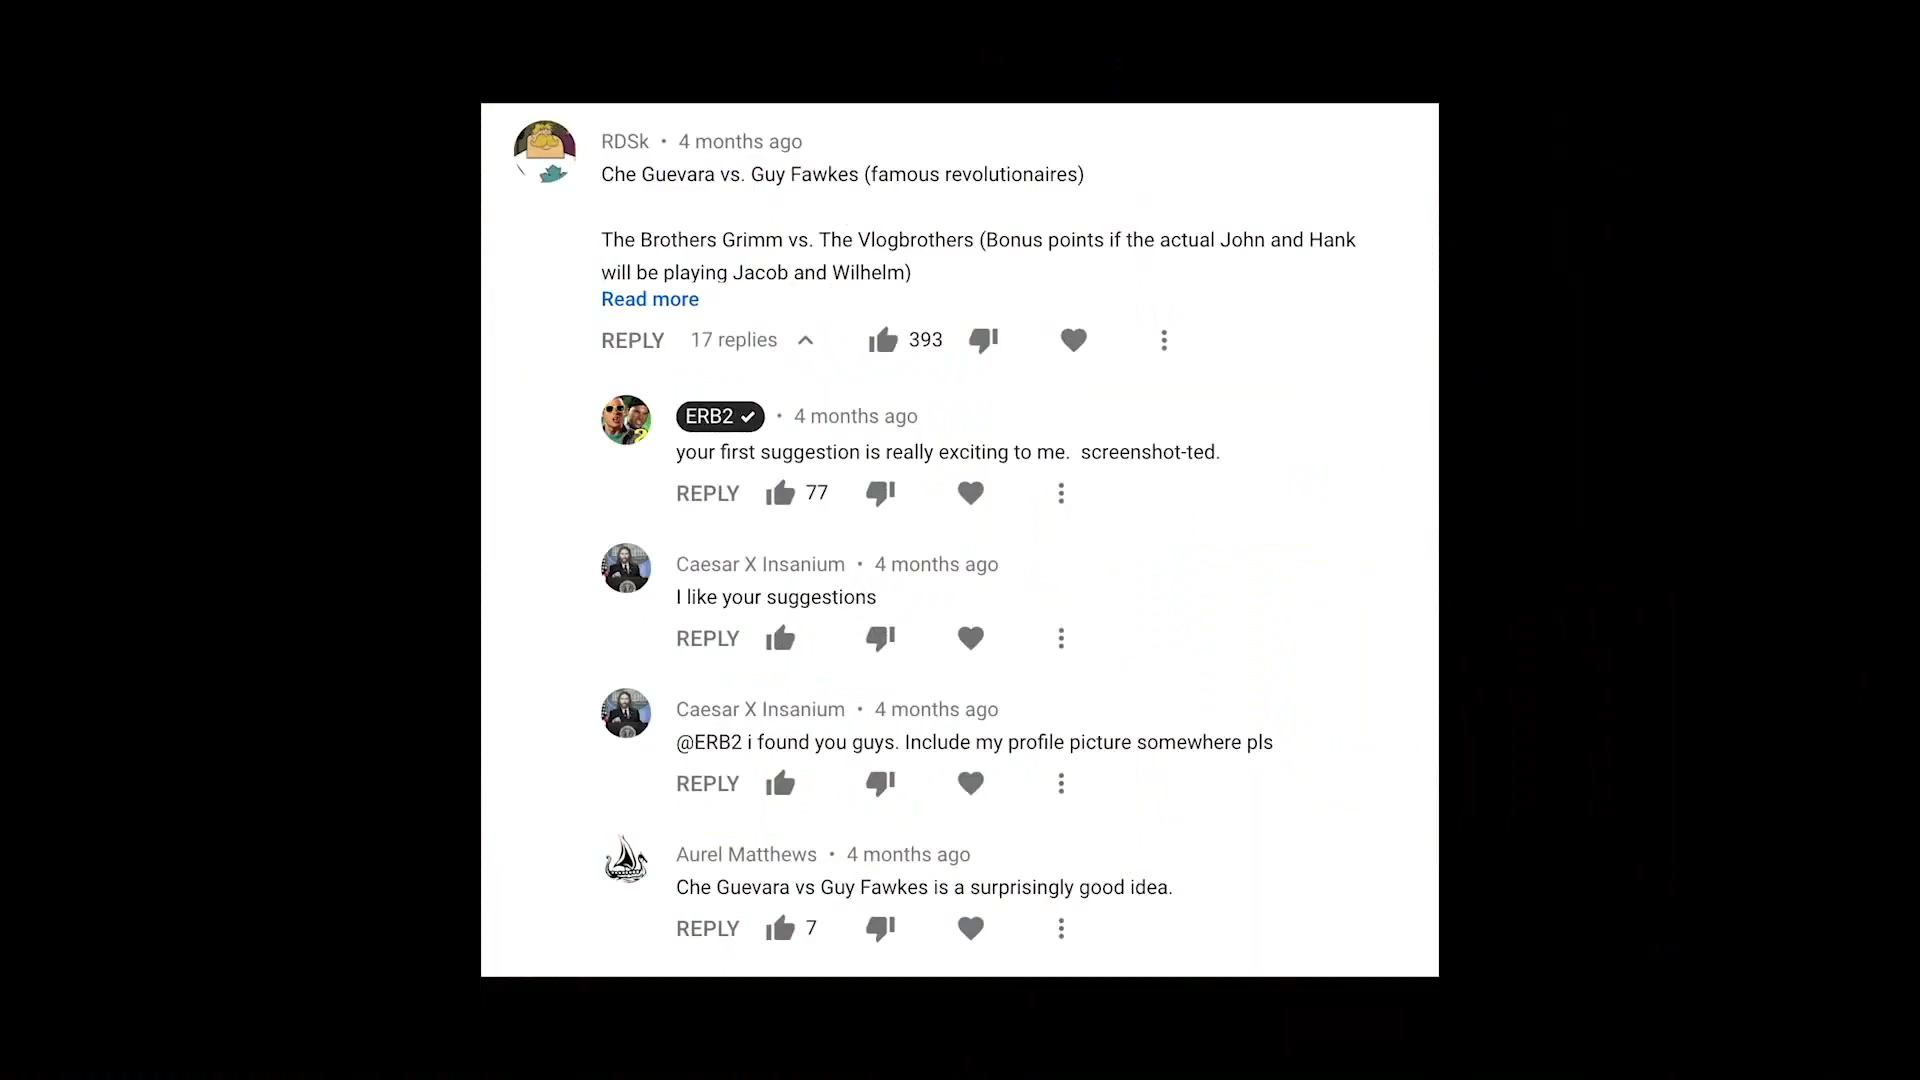 RDSk • 4 months ago
Che Guevara vs. Guy Fawkes (famous revolutionaires)
The Brothers Grimm vs. The Vlogbrothers (Bonus points if the actual John and Hank
will be playing Jacob and Wilhelm)
Read more
REPLY 17 replies 393
ERB2 • 4 months ago
your first suggestion is really exciting to me. screenshot-ted.
REPLY 77
Caesar X Insanium • 4 months ago
I like your suggestions
REPLY
Caesar X Insanium • 4 months ago
@ERB2 i found you guys. Include my profile picture somewhere pls
REPLY
Aurel Matthews • 4 months ago
Che Guevara vs Guy Fawkes is a surprisingly good idea.
REPLY 7